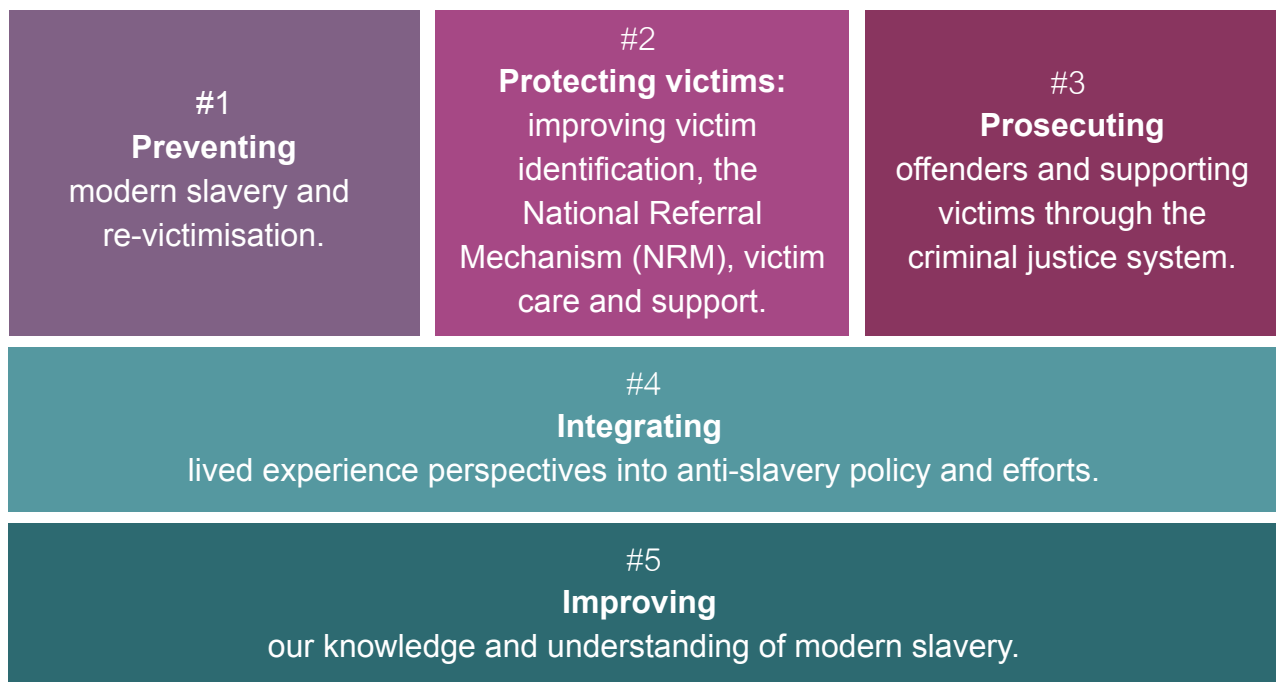 #1
Preventing
modern slavery and
re-victimisation.
#2
Protecting victims:
improving victim
identification, the
National Referral
Mechanism (NRM), victim
care and support.
#3
Prosecuting
offenders and supporting
victims through the
criminal justice system.
#4
Integrating
lived experience perspectives into anti-slavery policy and efforts.
#5
Improving
our knowledge and understanding of modern slavery.